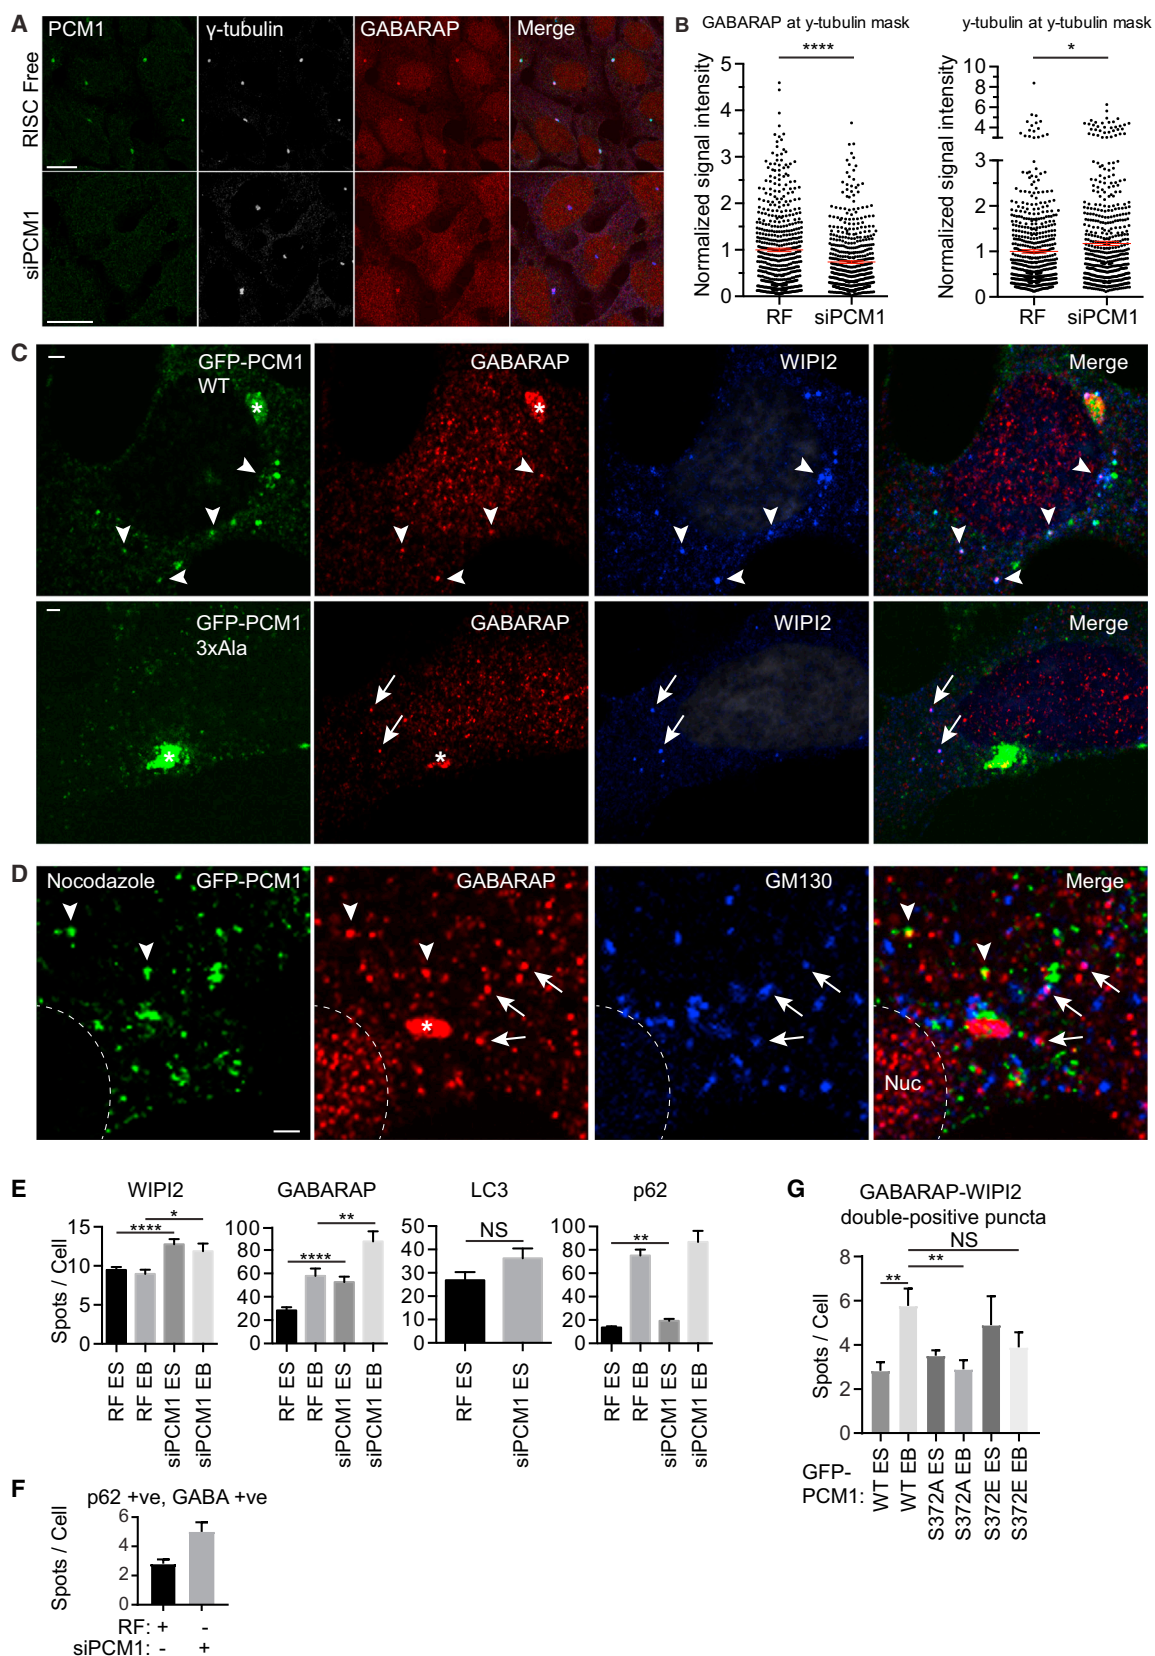 A
PCM1
γ-tubulin
GABARAP
Merge
RISC Free
siPCM1
B
GABARAP at y-tubulin mask
****
Normalized signal intensity
5
4
3
2
1
0
RF
siPCM1
y-tubulin at y-tubulin mask
*
Normalized signal intensity
10
8
6
4
3
2
1
0
RF
siPCM1
C
GFP-PCM1
WT
*
GABARAP
*
WIPI2
Merge
GFP-PCM1
3xAla
*
GABARAP
*
WIPI2
Merge
D
Nocodazole
GFP-PCM1
GABARAP
*
GM130
Merge
Nuc
E
WIPI2
Spots / Cell
15
10
5
0
****
*
RF ES
RF EB
siPCM1 ES
siPCM1 EB
GABARAP
100
80
60
40
20
0
****
**
RF ES
RF EB
siPCM1 ES
siPCM1 EB
LC3
50
40
30
20
10
0
NS
RF ES
siPCM1 ES
p62
100
80
60
40
20
0
**
RF ES
RF EB
siPCM1 ES
siPCM1 EB
F
p62 +ve, GABA +ve
Spots / Cell
6
4
2
0
RF: + -
siPCM1: - +
G
GABARAP-WIPI2
double-positive puncta
NS
**
**
Spots / Cell
8
6
4
2
0
GFP-
PCM1:
WT ES
WT EB
S372A ES
S372A EB
S372E ES
S372E EB